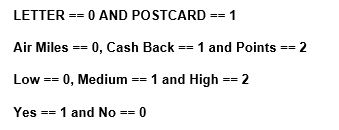 LETTER == 0 AND POSTCARD == 1
Air Miles == 0, Cash Back == 1 and Points == 2
Low == 0, Medium == 1 and High == 2
Yes == 1 and No == 0